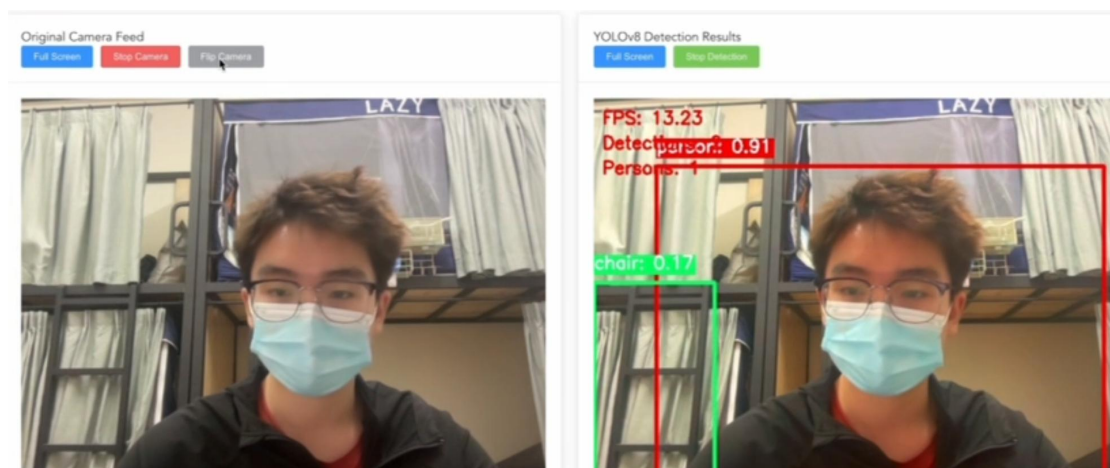 Original Camera Feed
Full Screen Stop Camera Flip Camera
LAZY
YOLOv8 Detection Results
Full Screen Stop Detection
LAZY
FPS: 13.23
person: 0.91
Persons: 1
chair: 0.17